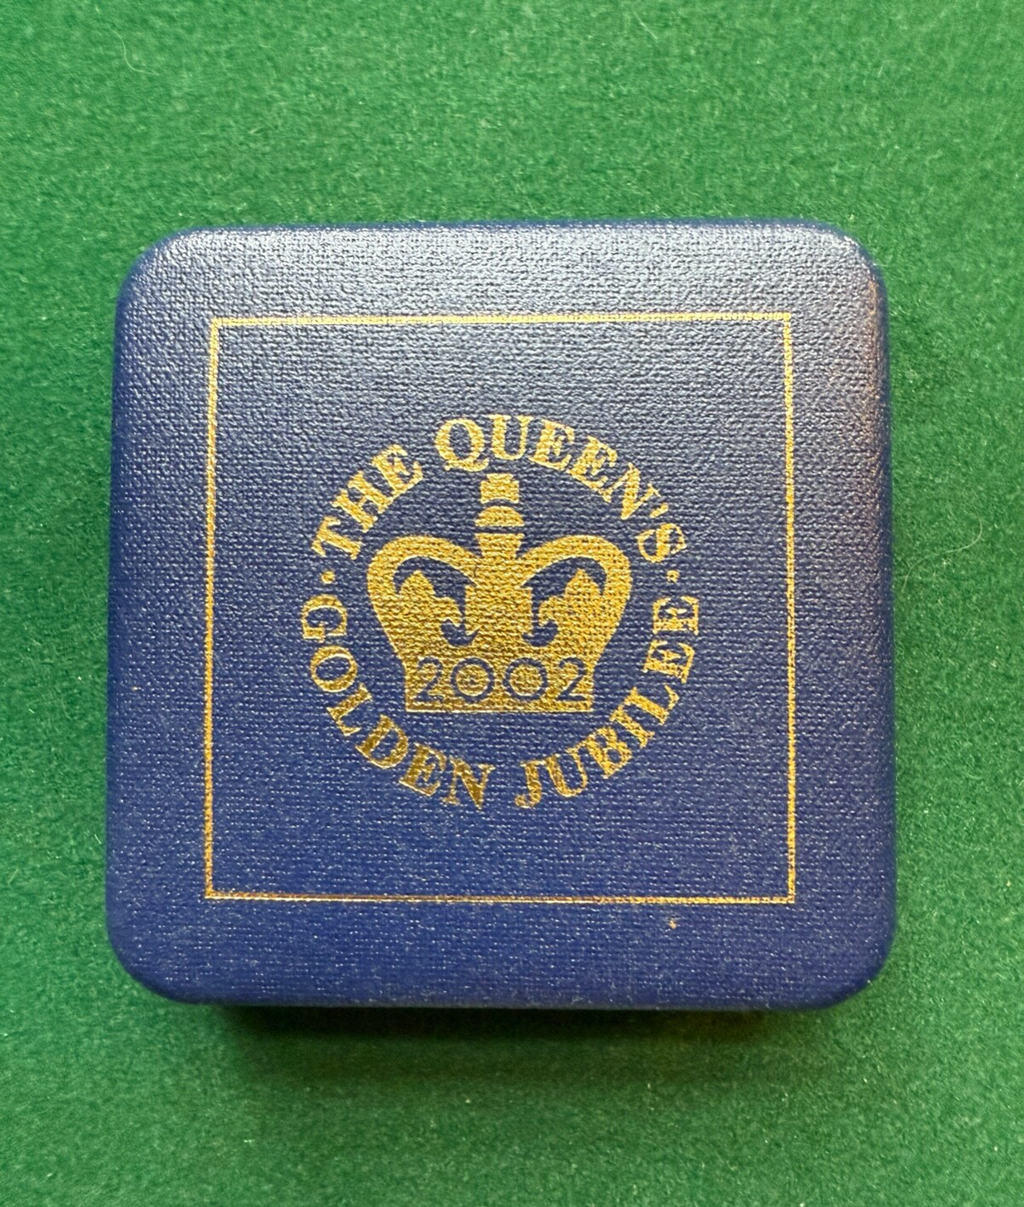 THE QUEEN'S
2002
· GOLDEN JUBILEE ·